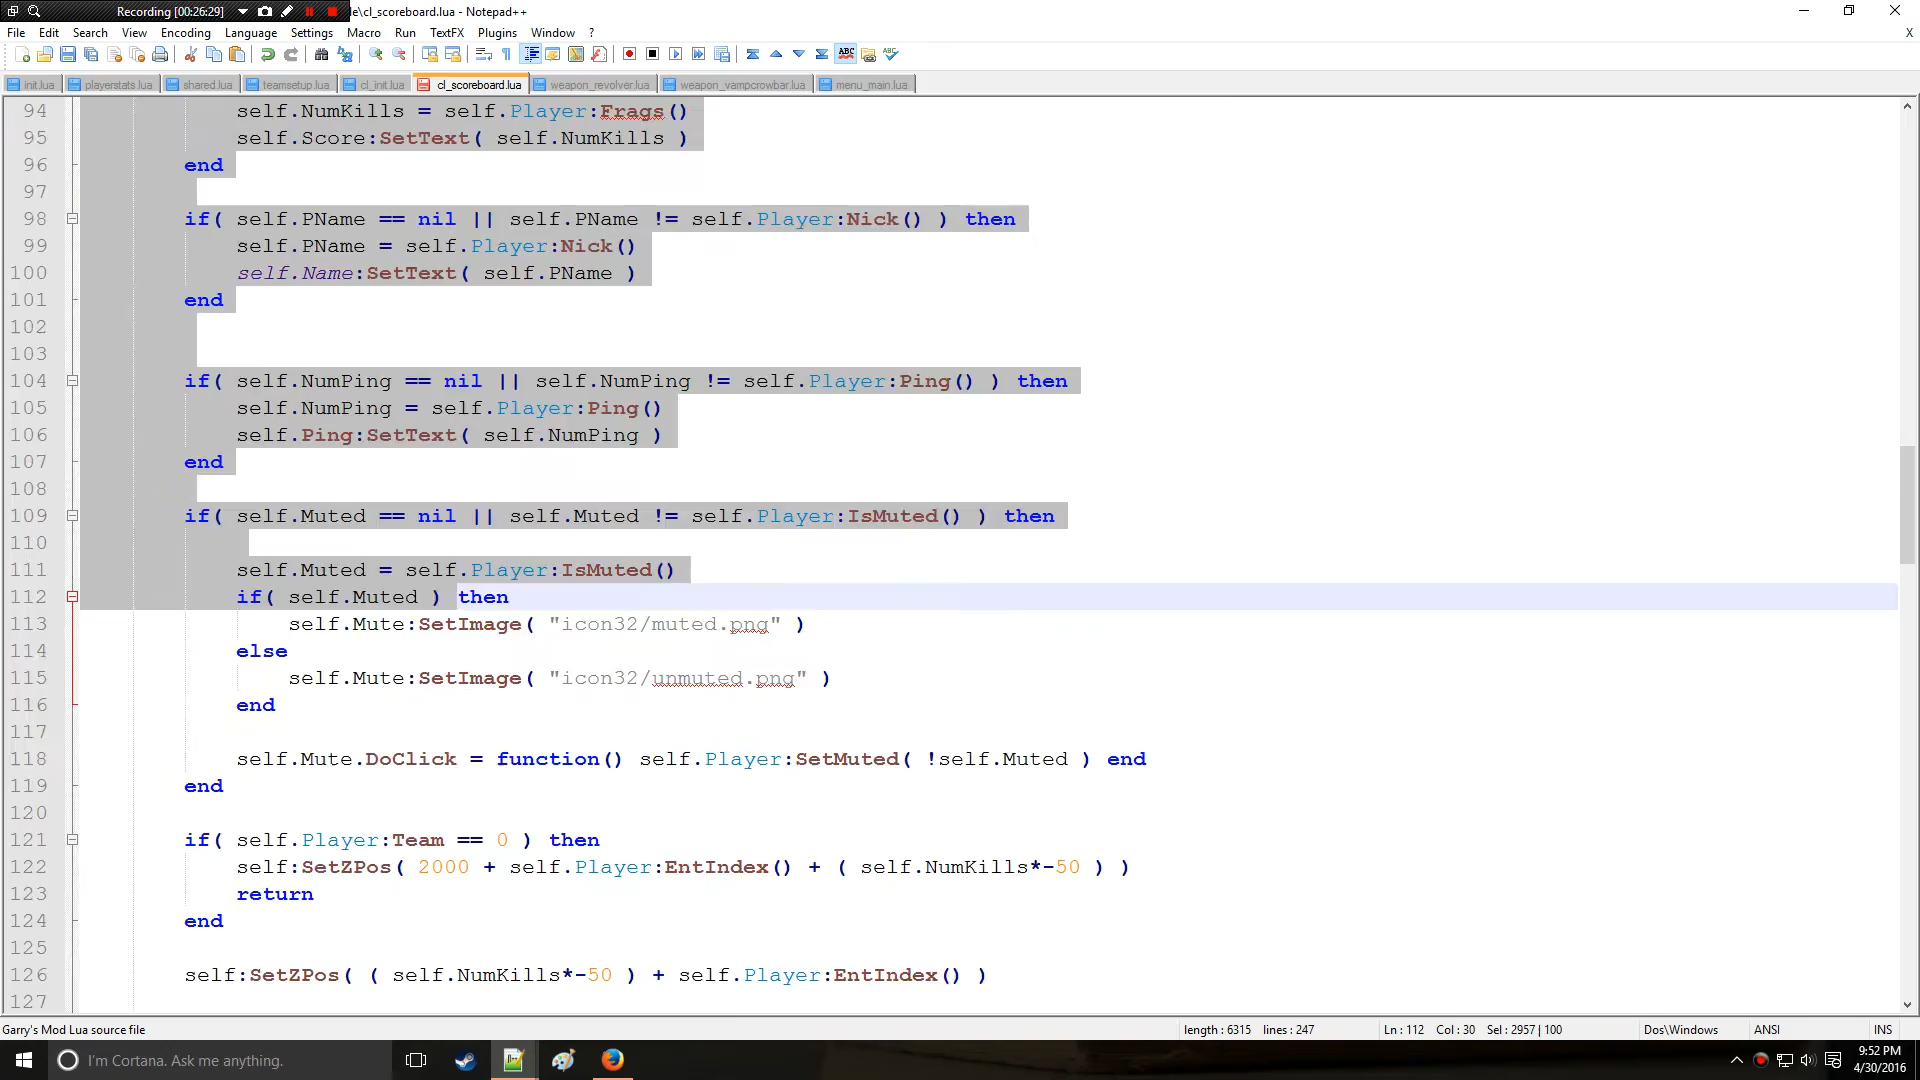 Recording [00:26:29] le\cl_scoreboard.lua - Notepad++
File Edit Search View Encoding Language Settings Macro Run TextFX Plugins Window ? X
init.lua playerstats.lua shared.lua teamsetup.lua cl_init.lua cl_scoreboard.lua weapon_revolver.lua weapon_vampcrowbar.lua menu_main.lua
94 self.NumKills = self.Player:Frags()
95 self.Score:SetText( self.NumKills )
96 end
97
98 if( self.PName == nil || self.PName != self.Player:Nick() ) then
99 self.PName = self.Player:Nick()
100 self.Name:SetText( self.PName )
101 end
102
103
104 if( self.NumPing == nil || self.NumPing != self.Player:Ping() ) then
105 self.NumPing = self.Player:Ping()
106 self.Ping:SetText( self.NumPing )
107 end
108
109 if( self.Muted == nil || self.Muted != self.Player:IsMuted() ) then
110
111 self.Muted = self.Player:IsMuted()
112 if( self.Muted ) then
113 self.Mute:SetImage( "icon32/muted.png" )
114 else
115 self.Mute:SetImage( "icon32/unmuted.png" )
116 end
117
118 self.Mute.DoClick = function() self.Player:SetMuted( !self.Muted ) end
119 end
120
121 if( self.Player:Team == 0 ) then
122 self:SetZPos( 2000 + self.Player:EntIndex() + ( self.NumKills*-50 ) )
123 return
124 end
125
126 self:SetZPos( ( self.NumKills*-50 ) + self.Player:EntIndex() )
127
Garry's Mod Lua source file length : 6315 lines : 247 Ln : 112 Col : 30 Sel : 2957 | 100 Dos\Windows ANSI INS
I'm Cortana. Ask me anything. 9:52 PM
4/30/2016